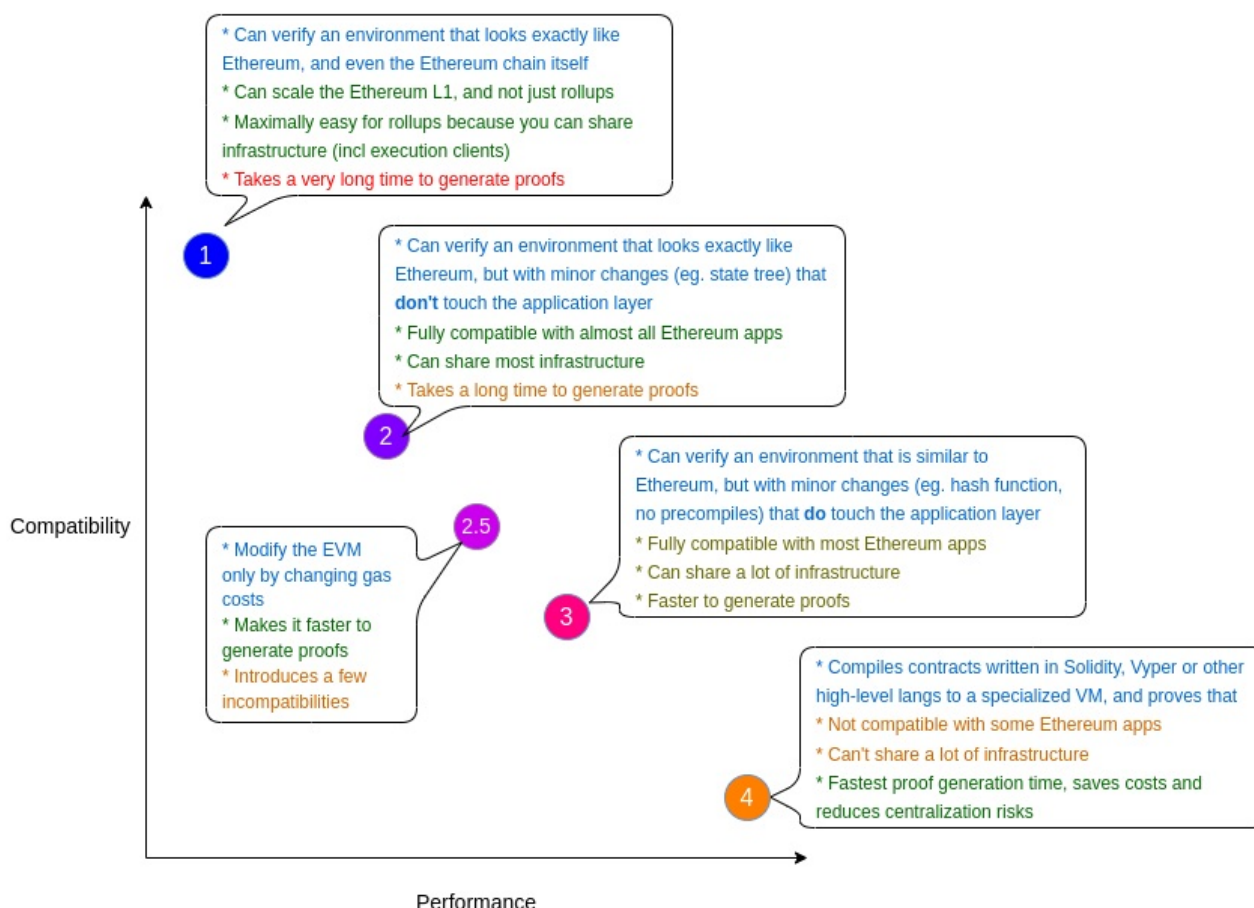 * Can verify an environment that looks exactly like
Ethereum, and even the Ethereum chain itself
* Can scale the Ethereum L1, and not just rollups
* Maximally easy for rollups because you can share
infrastructure (incl execution clients)
* Takes a very long time to generate proofs
1
* Can verify an environment that looks exactly like
Ethereum, but with minor changes (eg. state tree) that
don't touch the application layer
* Fully compatible with almost all Ethereum apps
* Can share most infrastructure
* Takes a long time to generate proofs
2
* Can verify an environment that is similar to
Ethereum, but with minor changes (eg. hash function,
no precompiles) that do touch the application layer
* Fully compatible with most Ethereum apps
* Can share a lot of infrastructure
* Faster to generate proofs
2.5
Compatibility
* Modify the EVM
only by changing gas
costs
* Makes it faster to
generate proofs
* Introduces a few
incompatibilities
3
* Compiles contracts written in Solidity, Vyper or other
high-level langs to a specialized VM, and proves that
* Not compatible with some Ethereum apps
* Can't share a lot of infrastructure
* Fastest proof generation time, saves costs and
reduces centralization risks
4
Performance